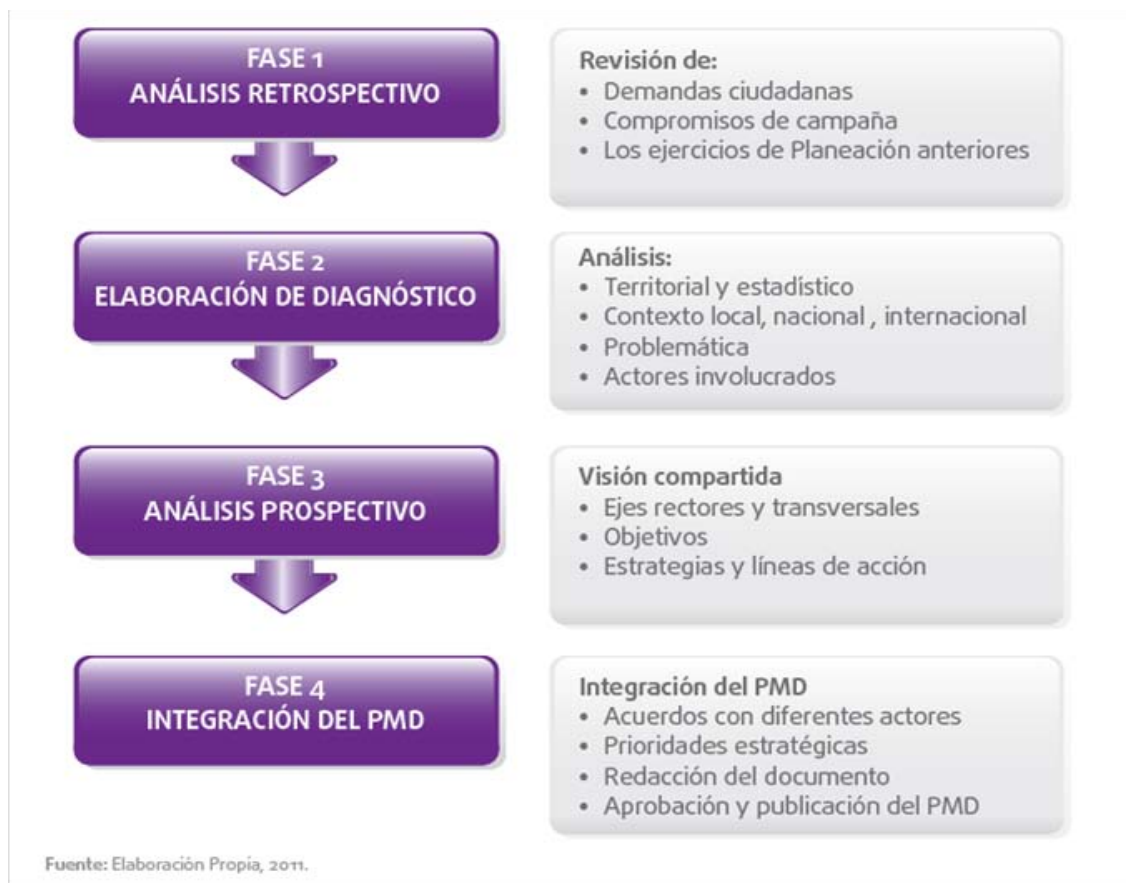 FASE 1
ANÁLISIS RETROSPECTIVO
Revisión de:
• Demandas ciudadanas
• Compromisos de campaña
• Los ejercicios de Planeación anteriores
FASE 2
ELABORACIÓN DE DIAGNÓSTICO
Análisis:
• Territorial y estadístico
• Contexto local, nacional , internacional
• Problemática
• Actores involucrados
FASE 3
ANÁLISIS PROSPECTIVO
Visión compartida
• Ejes rectores y transversales
• Objetivos
• Estrategias y líneas de acción
FASE 4
INTEGRACIÓN DEL PMD
Integración del PMD
• Acuerdos con diferentes actores
• Prioridades estratégicas
• Redacción del documento
• Aprobación y publicación del PMD
Fuente: Elaboración Propia, 2011.